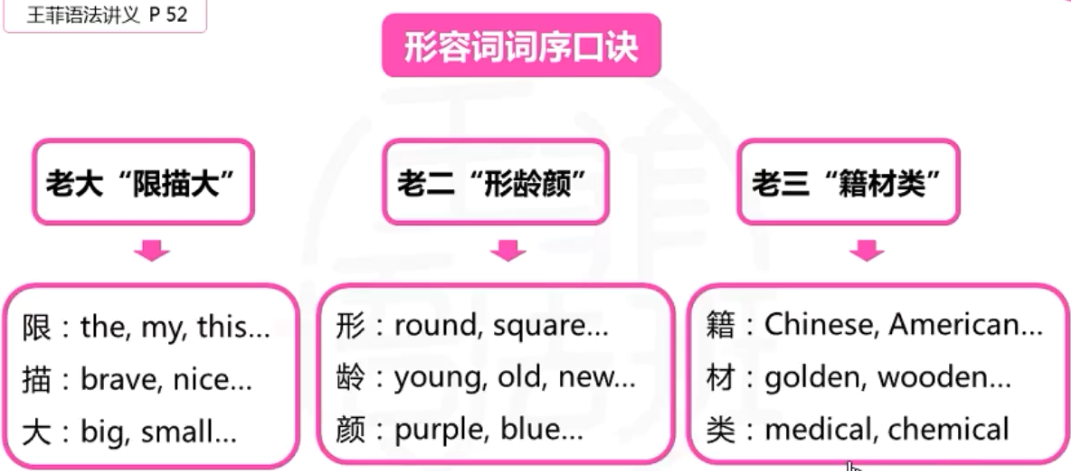 王菲语法讲义 P 52
形容词词序口诀
老大“限描大”
老二“形龄颜”
老三“籍材类”
限：the, my, this...
描：brave, nice...
大：big, small...
形：round, square...
龄：young, old, new...
颜：purple, blue...
籍：Chinese, American...
材：golden, wooden...
类：medical, chemical